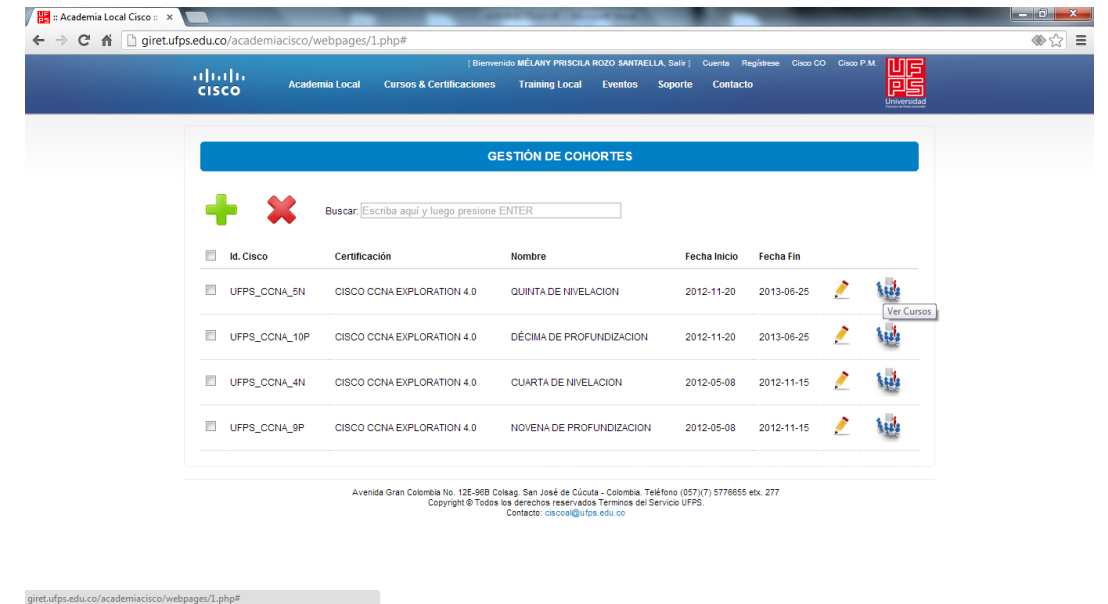 :: Academia Local Cisco ::
giret.ufps.edu.co/academiacisco/webpages/1.php#
[ Bienvenido MÉLANY PRISCILA ROZO SANTAELLA, Salir ] Cuenta Regístrese Cisco CO Cisco P.M.
CISCO
Academia Local Cursos & Certificaciones Training Local Eventos Soporte Contacto
UFPS
Universidad
GESTIÓN DE COHORTES
Buscar: Escriba aquí y luego presione ENTER
Id. Cisco Certificación Nombre Fecha Inicio Fecha Fin
UFPS_CCNA_5N CISCO CCNA EXPLORATION 4.0 QUINTA DE NIVELACION 2012-11-20 2013-06-25
Ver Cursos
UFPS_CCNA_10P CISCO CCNA EXPLORATION 4.0 DÉCIMA DE PROFUNDIZACION 2012-11-20 2013-06-25
UFPS_CCNA_4N CISCO CCNA EXPLORATION 4.0 CUARTA DE NIVELACION 2012-05-08 2012-11-15
UFPS_CCNA_9P CISCO CCNA EXPLORATION 4.0 NOVENA DE PROFUNDIZACION 2012-05-08 2012-11-15
Avenida Gran Colombia No. 12E-96B Colsag. San José de Cúcuta - Colombia. Teléfono (057)(7) 5776655 etx. 277
Copyright © Todos los derechos reservados Terminos del Servicio UFPS.
Contacto: ciscoal@ufps.edu.co
giret.ufps.edu.co/academiacisco/webpages/1.php#